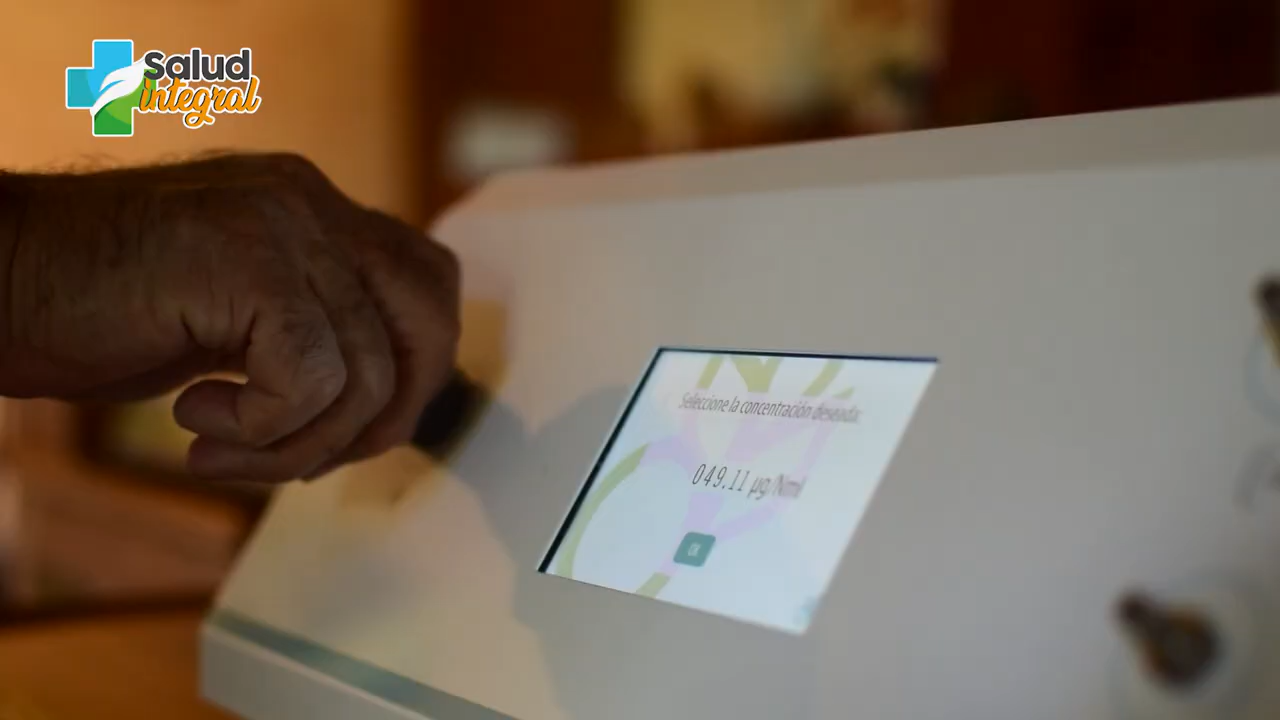 Salud
integral
Seleccione la concentración deseada:
049.11 µg/Nml
OK